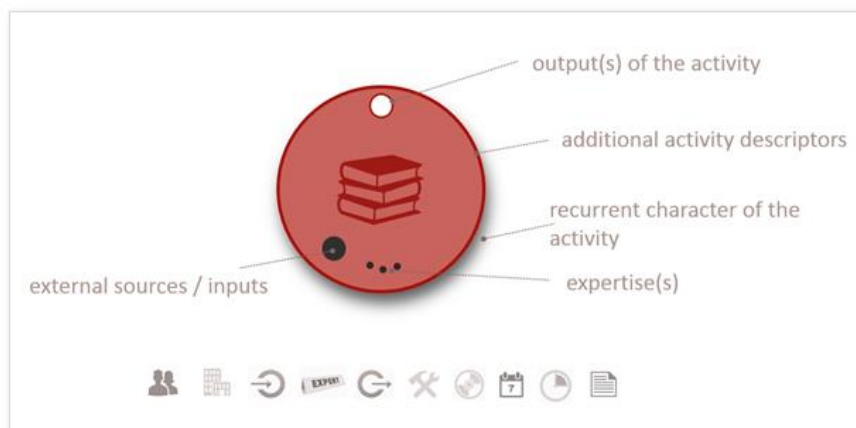 output(s) of the activity
additional activity descriptors
recurrent character of the
activity
external sources / inputs
expertise(s)
EXPERT
7